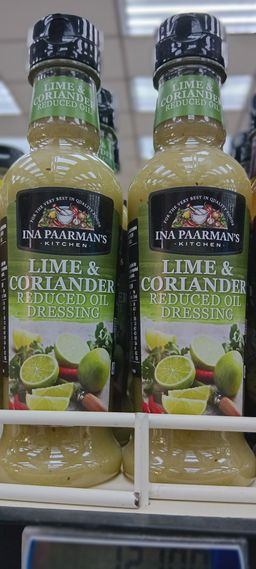 LIME &
CORIANDER
REDUCED OIL
FOR THE VERY BEST IN QUALITY
INA PAARMAN'S
KITCHEN
LIME &
CORIANDER
REDUCED OIL
DRESSING
LIME &
CORIANDER
REDUCED OIL
FOR THE VERY BEST IN QUALITY
INA PAARMAN'S
KITCHEN
LIME &
CORIANDER
REDUCED OIL
DRESSING